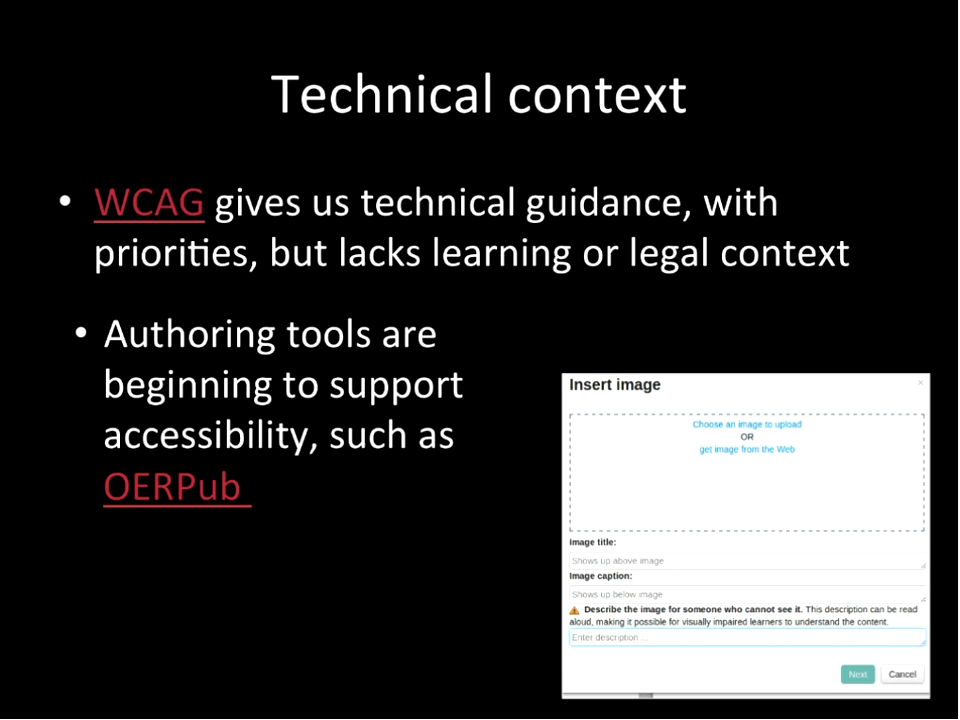 Technical context
• WCAG gives us technical guidance, with
priorities, but lacks learning or legal context
• Authoring tools are
beginning to support
accessibility, such as
OERPub
Insert image
×
Choose an image to upload
OR
get image from the Web
Image title:
Shows up above image
Image caption:
Shows up below image
Describe the image for someone who cannot see it. This description can be read
aloud, making it possible for visually impaired learners to understand the content.
Enter description ...
Next Cancel